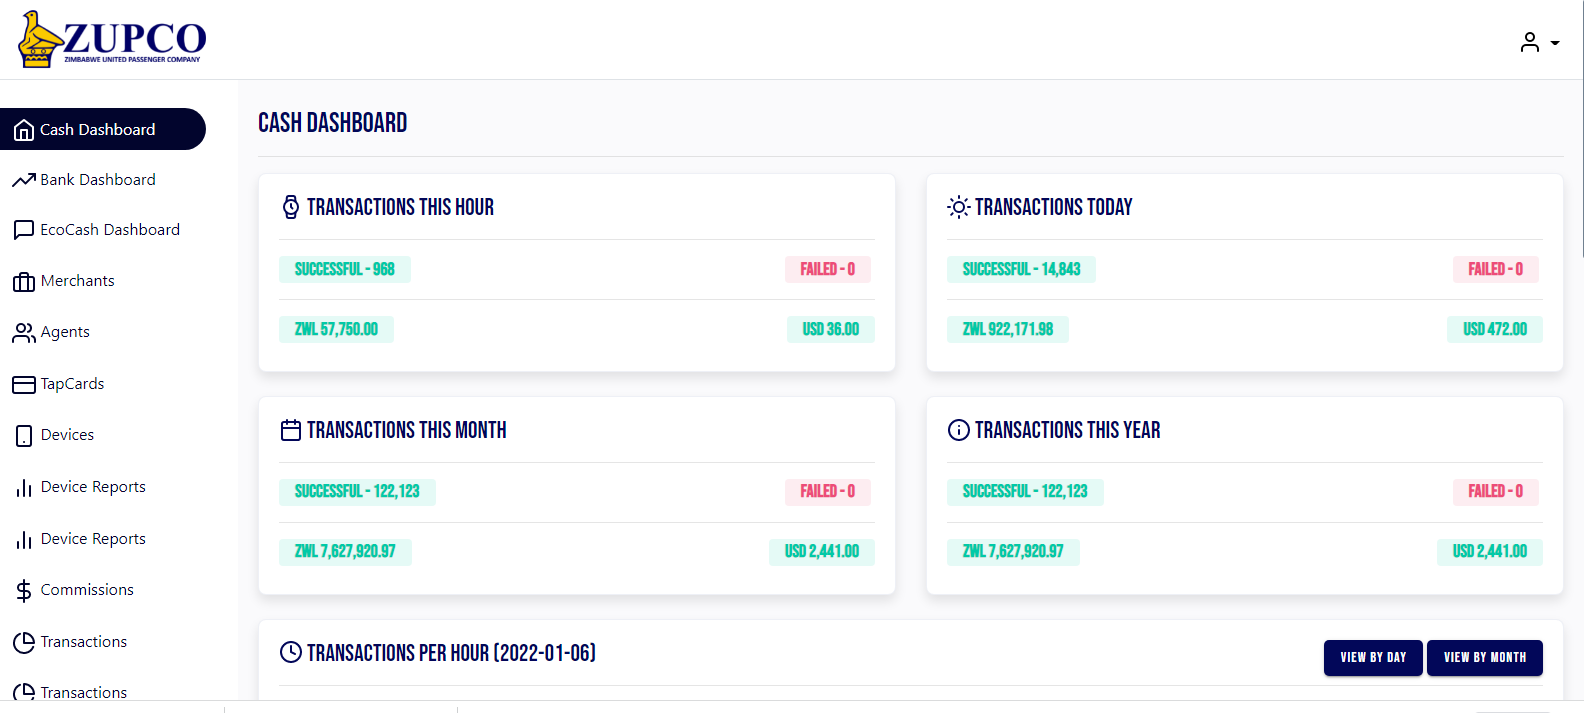 ZUPCO
ZIMBABWE UNITED PASSENGER COMPANY
Cash Dashboard
Bank Dashboard
EcoCash Dashboard
Merchants
Agents
TapCards
Devices
Device Reports
Device Reports
Commissions
Transactions
Transactions
CASH DASHBOARD
TRANSACTIONS THIS HOUR
SUCCESSFUL - 968
FAILED - 0
ZWL 57,750.00
USD 36.00
TRANSACTIONS TODAY
SUCCESSFUL - 14,843
FAILED - 0
ZWL 922,171.98
USD 472.00
TRANSACTIONS THIS MONTH
SUCCESSFUL - 122,123
FAILED - 0
ZWL 7,627,920.97
USD 2,441.00
TRANSACTIONS THIS YEAR
SUCCESSFUL - 122,123
FAILED - 0
ZWL 7,627,920.97
USD 2,441.00
TRANSACTIONS PER HOUR (2022-01-06)
VIEW BY DAY
VIEW BY MONTH